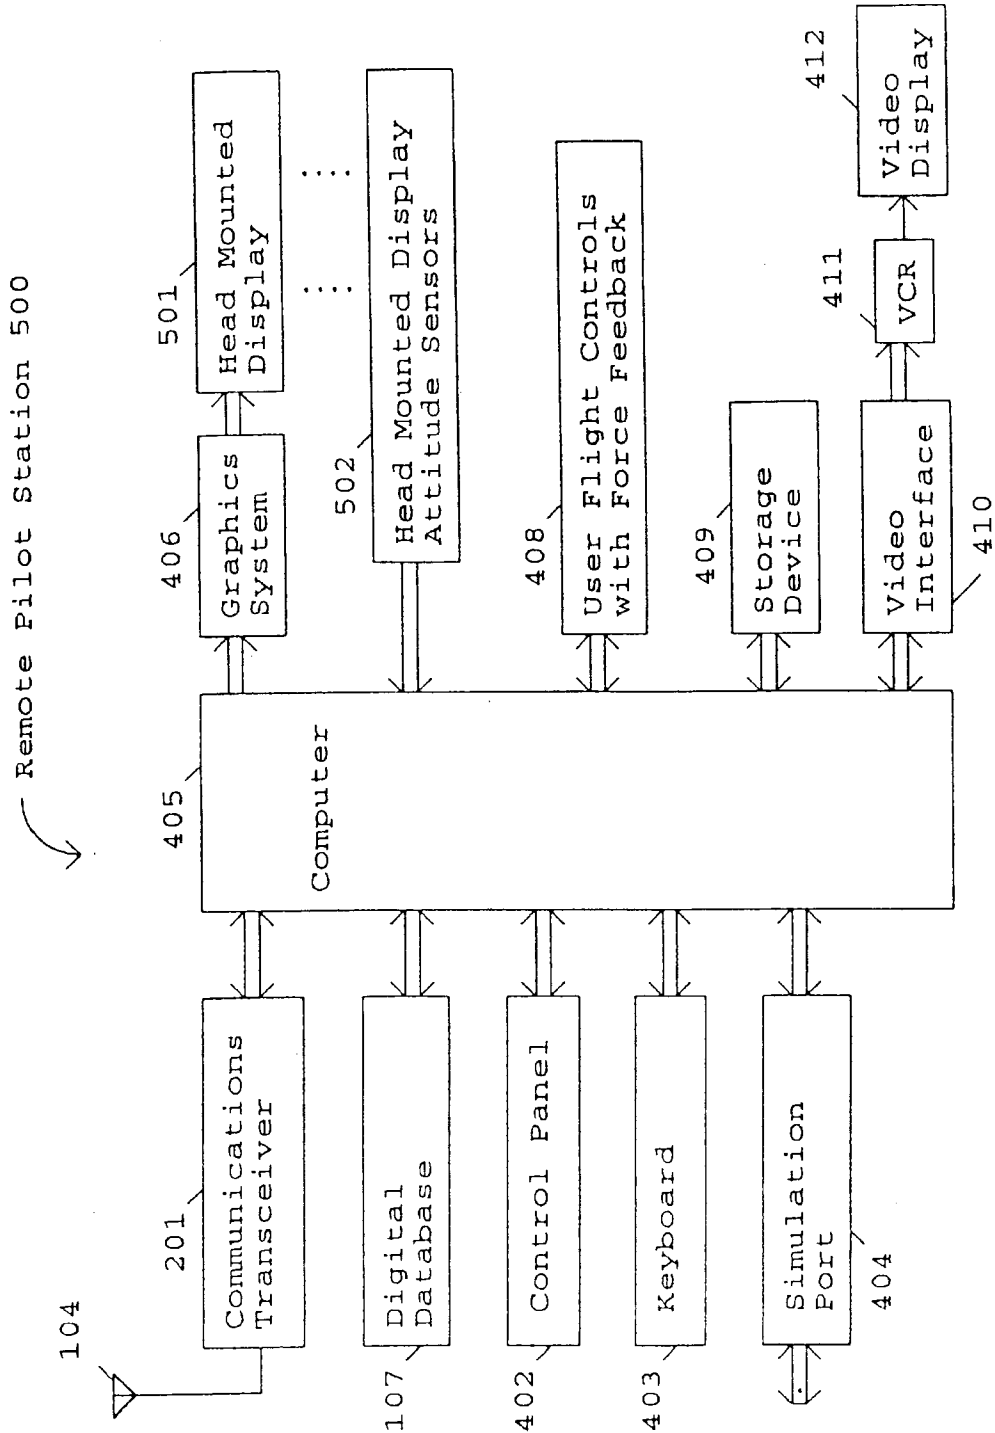 Remote Pilot Station 500
104
201
Communications
Transceiver
107
Digital
Database
402
Control Panel
403
Keyboard
Simulation
Port
404
405
Computer
406
Graphics
System
501
Head Mounted
Display
502
Head Mounted Display
Attitude Sensors
408
User Flight Controls
with Force Feedback
409
Storage
Device
Video
Interface
410
411
VCR
412
Video
Display